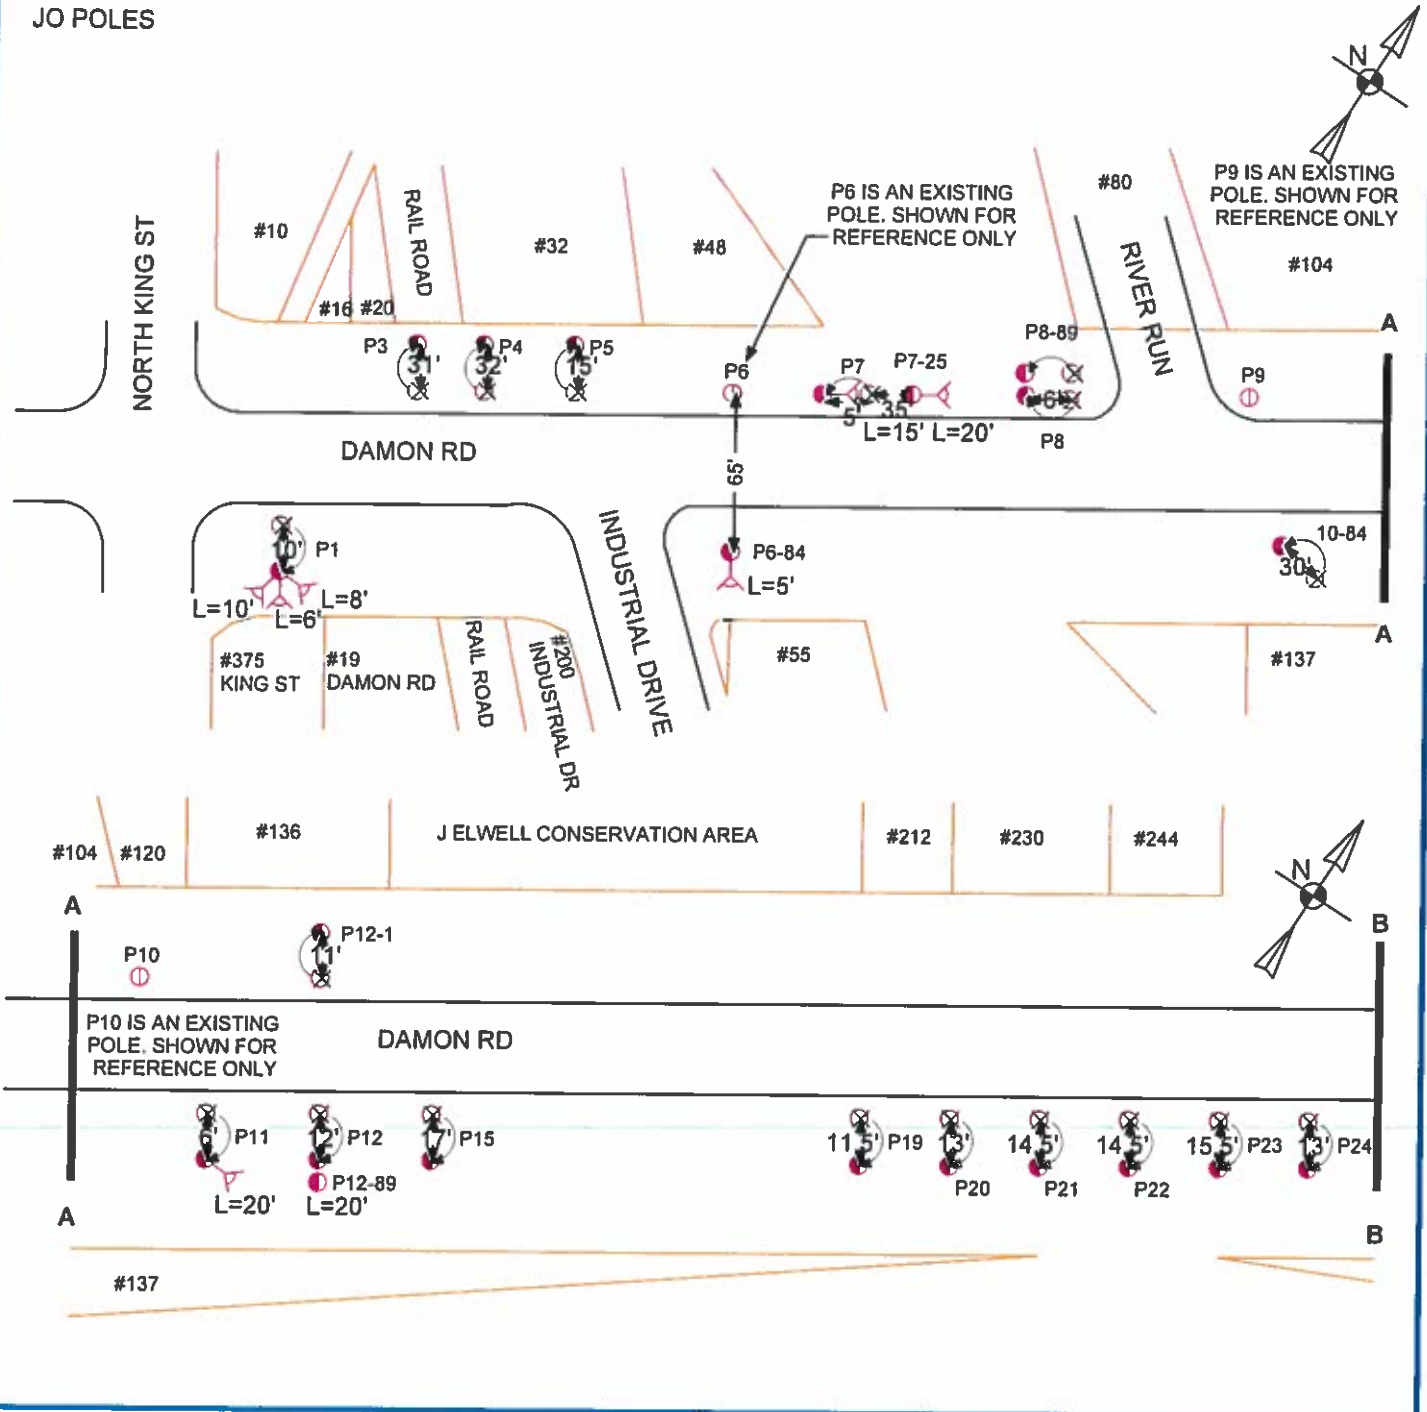 JO POLES
N
P9 IS AN EXISTING
POLE. SHOWN FOR
REFERENCE ONLY
P6 IS AN EXISTING
POLE. SHOWN FOR
REFERENCE ONLY
#80
NORTH KING ST
#10
RAIL ROAD
#32
#48
RIVER RUN
#104
#16
#20
A
P3
31'
32'
P4
15'
P5
P6
P7
5'
P7-25
35'
L=15'
L=20'
P8-89
6'
P8
P9
DAMON RD
65'
10'
P1
L=10'
L=6'
L=8'
INDUSTRIAL DRIVE
P6-84
L=5'
10-84
30'
A
#375
KING ST
#19
DAMON RD
RAIL ROAD
#200
INDUSTRIAL DR
#55
#137
#104
#120
#136
J ELWELL CONSERVATION AREA
#212
#230
#244
N
A
B
P10
P12-1
11'
P10 IS AN EXISTING
POLE. SHOWN FOR
REFERENCE ONLY
DAMON RD
6'
P11
12'
P12
17'
P15
11.5'
P19
13'
14.5'
14.5'
15.5'
P23
13'
P24
P12-89
L=20'
L=20'
P20
P21
P22
A
B
#137